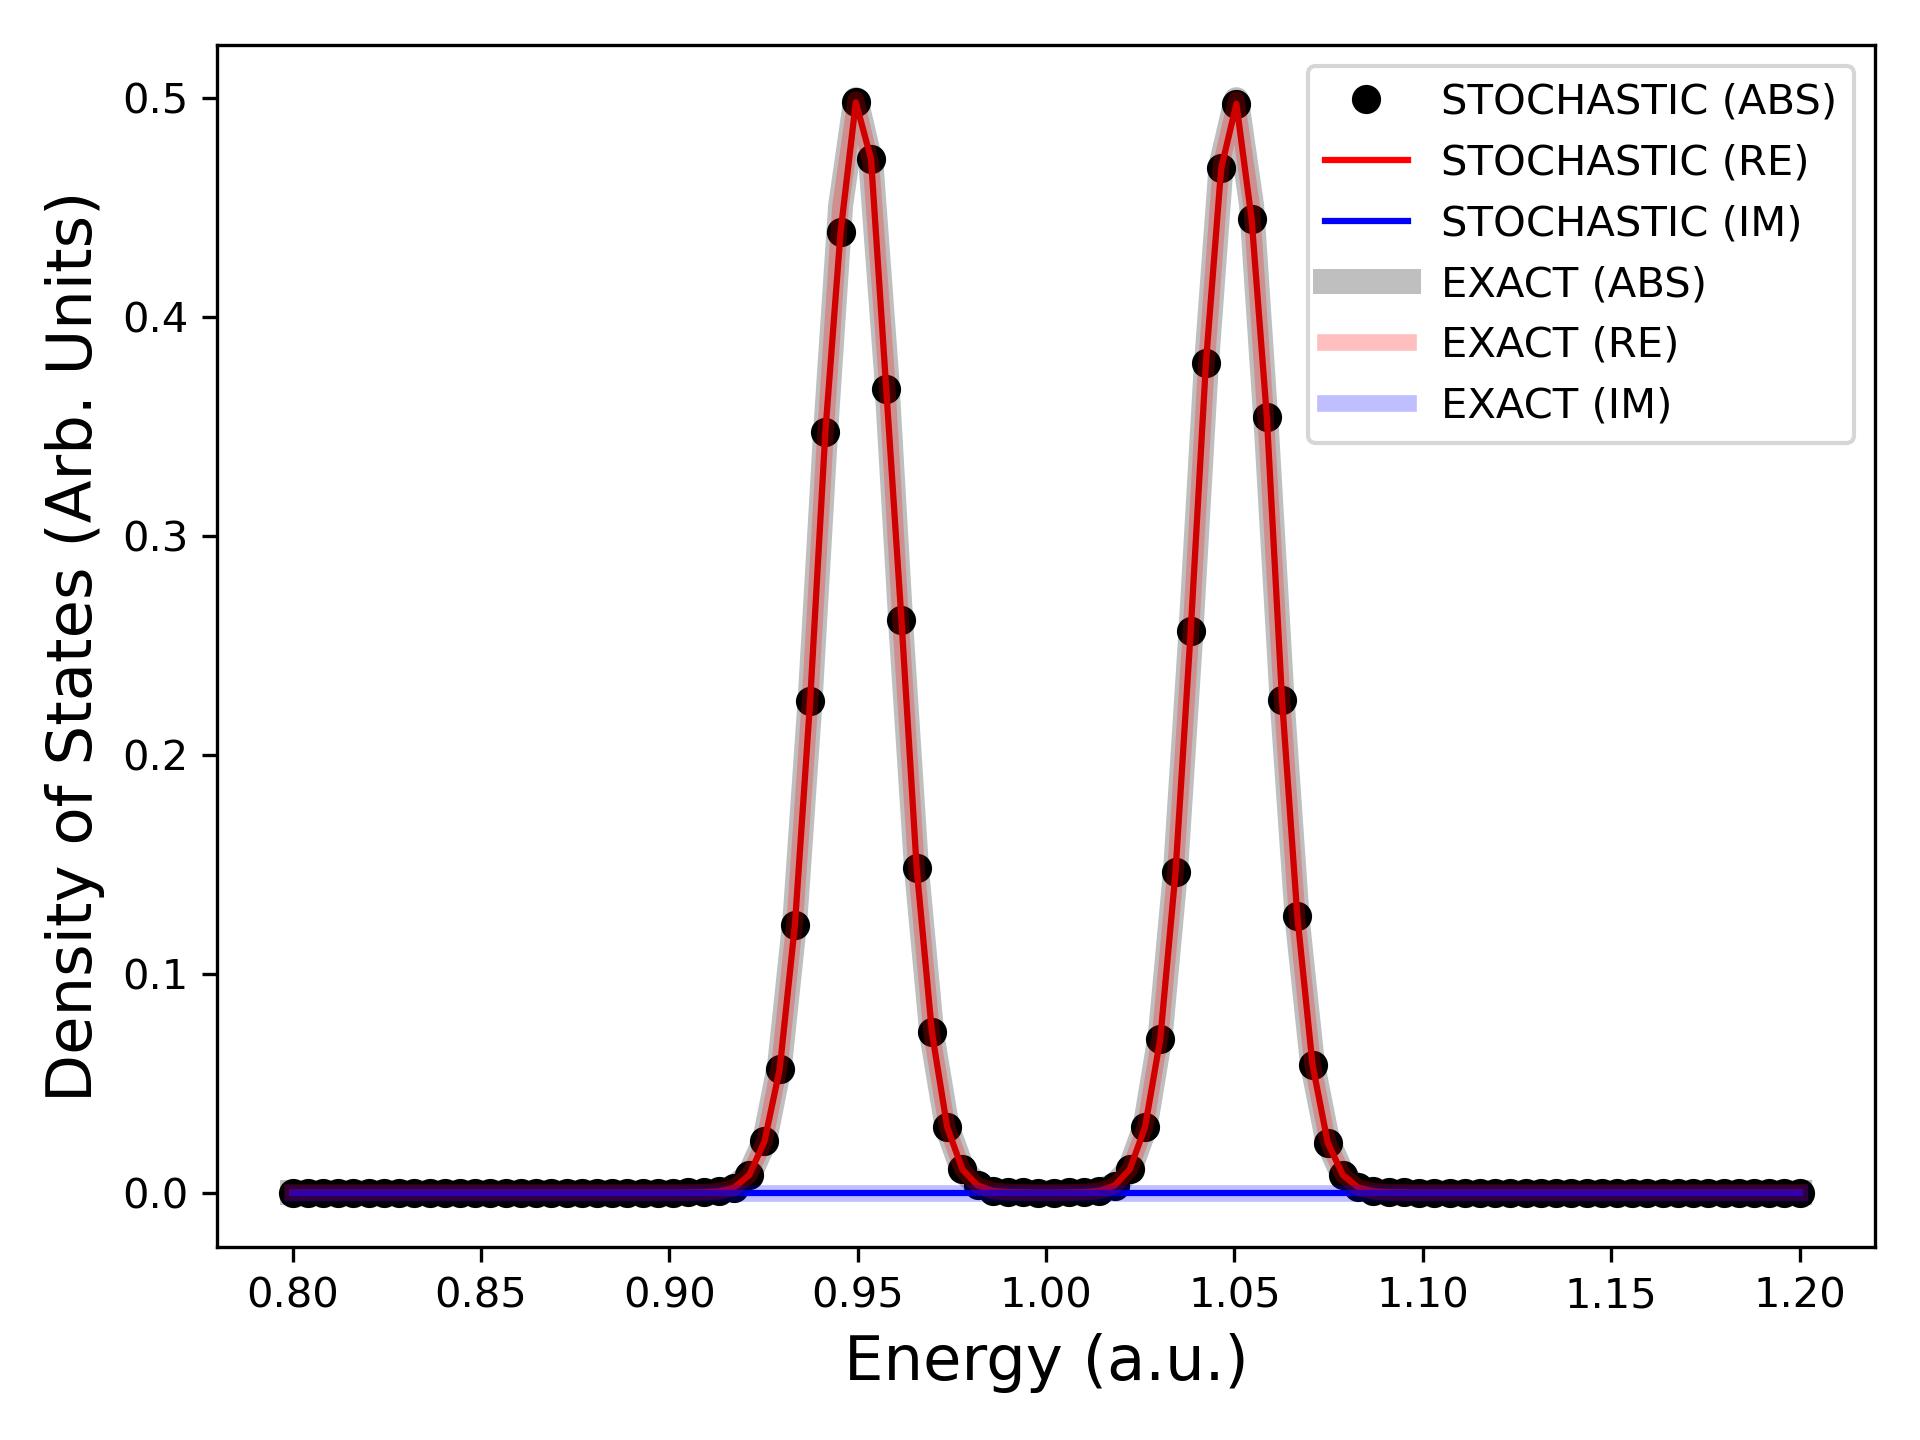 Density of States (Arb. Units)
0.5
0.4
0.3
0.2
0.1
0.0
STOCHASTIC (ABS)
STOCHASTIC (RE)
STOCHASTIC (IM)
EXACT (ABS)
EXACT (RE)
EXACT (IM)
0.80 0.85 0.90 0.95 1.00 1.05 1.10 1.15 1.20
Energy (a.u.)